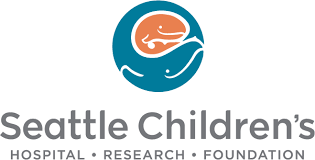 Seattle Children's
HOSPITAL • RESEARCH • FOUNDATION